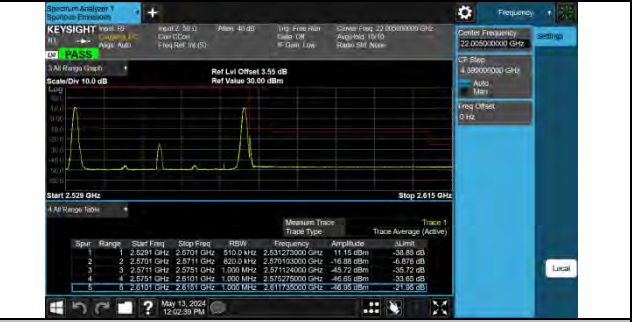 Spectrum Analyzer 1
Spurious Emissions
+
Frequency
KEYSIGHT Input: RF
Input Z: 50 Ω
Atten: 40 dB
Trig: Free Run
Center Freq: 22.005000000 GHz
Corr CCorr
Gate: Off
Avg|Hold: 10/10
Align: Auto
Freq Ref: Int (S)
IF Gain: Low
Radio Std: None
PASS
Center Frequency
22.005000000 GHz
Settings
CF Step
4.399000000 GHz
Auto
Man
Freq Offset
0 Hz
3 All Range Graph
Ref Lvl Offset 3.55 dB
Scale/Div 10.0 dB
Ref Value 30.00 dBm
Log
Start 2.529 GHz
Stop 2.615 GHz
4 All Range Table
Measure Trace
Trace 1
Trace Type
Trace Average (Active)
Spur Range Start Freq Stop Freq RBW Frequency Amplitude ΔLimit
1 1 2.5291 GHz 2.5701 GHz 510.0 kHz 2.531273000 GHz 11.15 dBm -38.85 dB
2 2 2.5701 GHz 2.5711 GHz 820.0 kHz 2.570103000 GHz -16.88 dBm -6.878 dB
3 3 2.5711 GHz 2.5751 GHz 1.000 MHz 2.571124000 GHz -45.72 dBm -35.72 dB
4 4 2.5751 GHz 2.6101 GHz 1.000 MHz 2.575275000 GHz -46.65 dBm -33.65 dB
5 5 2.6101 GHz 2.6151 GHz 1.000 MHz 2.611735000 GHz -46.95 dBm -21.95 dB
Local
?
May 13, 2024
12:02:39 PM